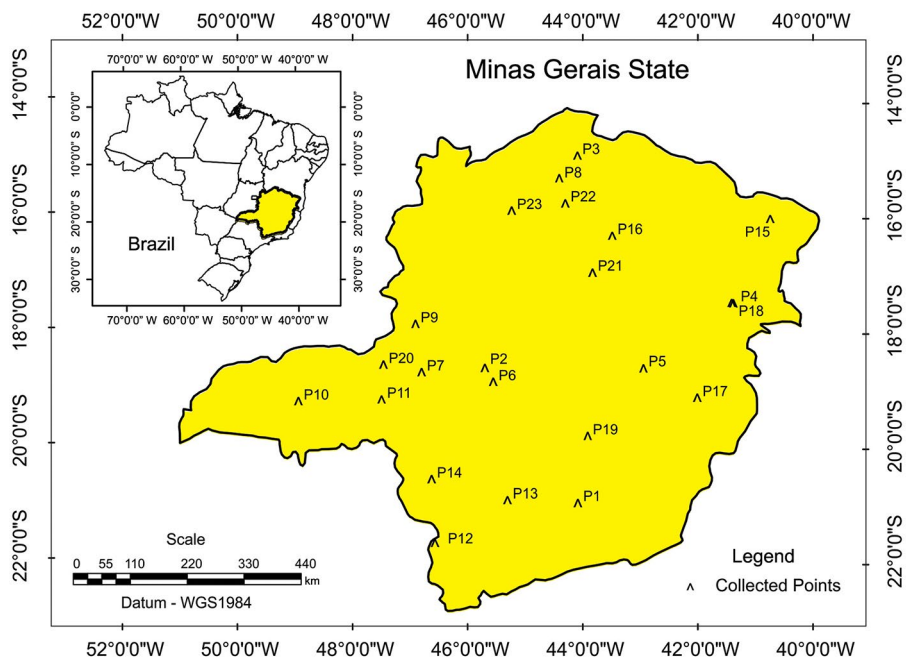 52°0'0"W 50°0'0"W 48°0'0"W 46°0'0"W 44°0'0"W 42°0'0"W 40°0'0"W
Minas Gerais State
70°0'0" W 60°0'0" W 50°0'0" W 40°0'0" W
0°0'0" 10°0'0" S 20°0'0" S 30°0'0" S
0°0'0" 10°0'0" S 20°0'0" S 30°0'0" S
Brazil
70°0'0" W 60°0'0" W 50°0'0" W 40°0'0" W
14°0'0"S 16°0'0"S 18°0'0"S 20°0'0"S 22°0'0"S
14°0'0"S 16°0'0"S 18°0'0"S 20°0'0"S 22°0'0"S
P3
P8
P22
P23
P16
P15
P21
P4
P18
P9
P20
P7
P2
P6
P5
P10
P11
P17
P19
P14
P13
P1
P12
Scale
0 55 110 220 330 440
km
Datum - WGS1984
Legend
^ Collected Points
52°0'0"W 50°0'0"W 48°0'0"W 46°0'0"W 44°0'0"W 42°0'0"W 40°0'0"W